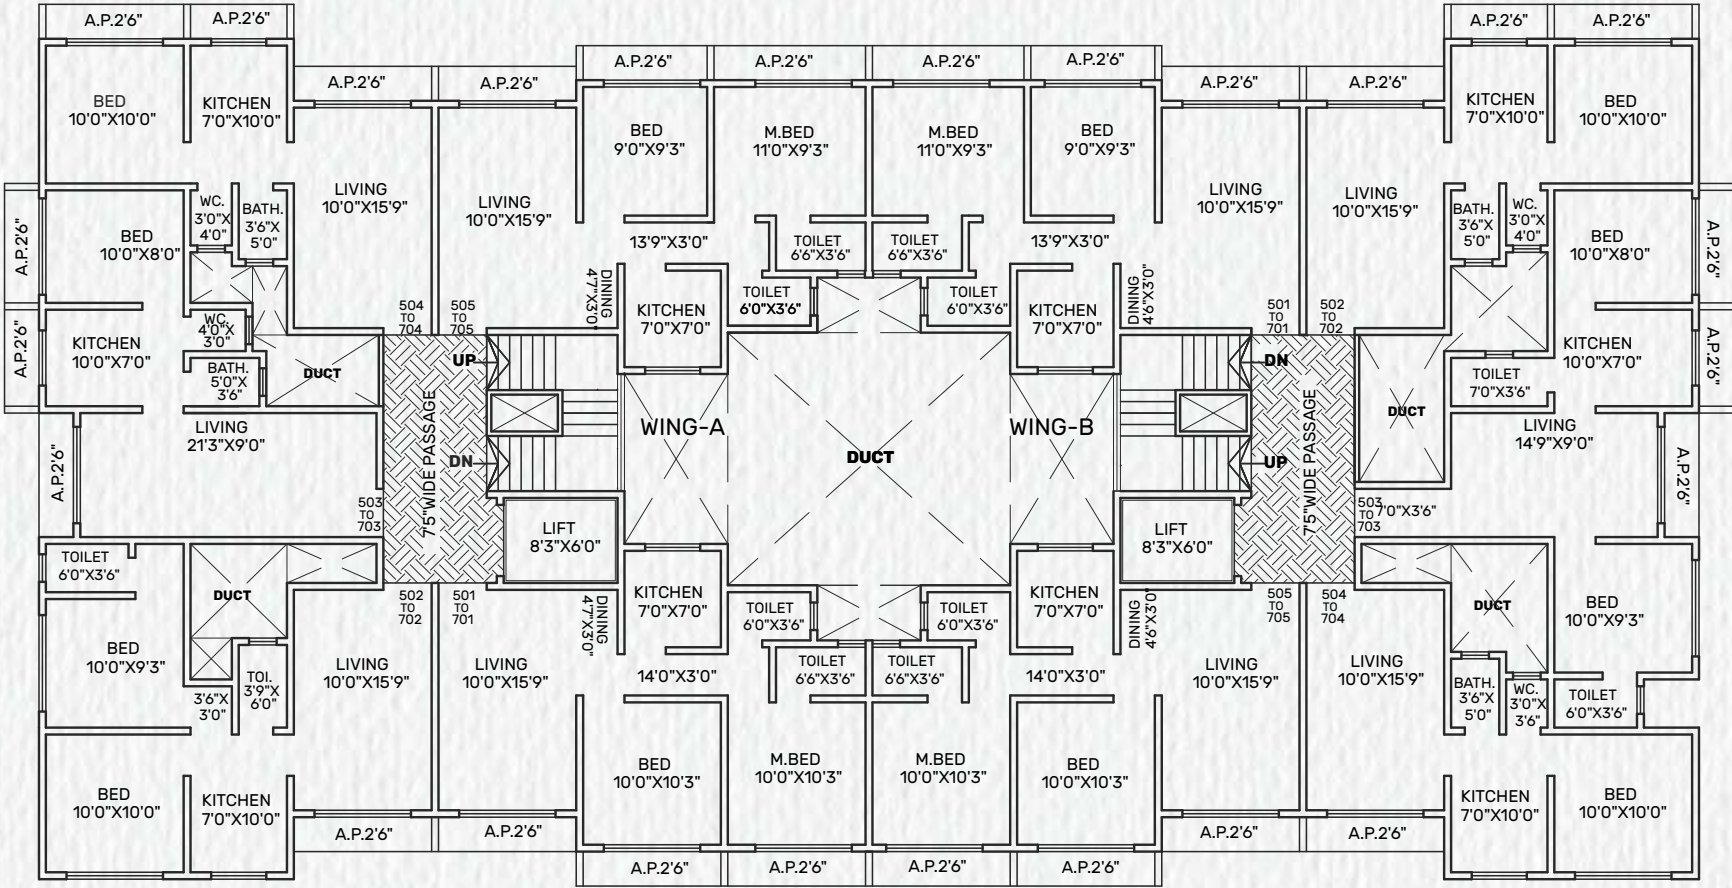 A.P.2'6"
A.P.2'6"
A.P.2'6"
A.P.2'6"
A.P.2'6"
A.P.2'6"
A.P.2'6"
A.P.2'6"
A.P.2'6"
A.P.2'6"
A.P.2'6"
A.P.2'6"
BED
10'0"X10'0"
KITCHEN
7'0"X10'0"
LIVING
10'0"X15'9"
LIVING
10'0"X15'9"
BED
9'0"X9'3"
M.BED
11'0"X9'3"
M.BED
11'0"X9'3"
BED
9'0"X9'3"
LIVING
10'0"X15'9"
LIVING
10'0"X15'9"
KITCHEN
7'0"X10'0"
BED
10'0"X10'0"
A.P.2'6"
BED
10'0"X8'0"
WC.
3'0"X
4'0"
BATH.
3'6"X
5'0"
13'9"X3'0"
TOILET
6'6"X3'6"
TOILET
6'6"X3'6"
13'9"X3'0"
BATH.
3'6"X
5'0"
WC.
3'0"X
4'0"
BED
10'0"X8'0"
A.P.2'6"
DINING
4'7"X3'0"
KITCHEN
7'0"X7'0"
TOILET
6'0"X3'6"
TOILET
6'0"X3'6"
KITCHEN
7'0"X7'0"
DINING
4'6"X3'0"
504
TO
704
505
TO
705
501
TO
701
502
TO
702
A.P.2'6"
KITCHEN
10'0"X7'0"
WC.
4'0"X
3'0"
BATH.
5'0"X
3'6"
DUCT
UP
DN
KITCHEN
10'0"X7'0"
TOILET
7'0"X3'6"
A.P.2'6"
DUCT
LIVING
21'3"X9'0"
WING-A
WING-B
DUCT
LIVING
14'9"X9'0"
A.P.2'6"
7'5"WIDE PASSAGE
DN
UP
7'5"WIDE PASSAGE
A.P.2'6"
503
TO
703
LIFT
8'3"X6'0"
LIFT
8'3"X6'0"
503
TO
703
7'0"X3'6"
TOILET
6'0"X3'6"
DUCT
502
TO
702
501
TO
701
DINING
4'7"X3'0"
KITCHEN
7'0"X7'0"
TOILET
6'0"X3'6"
TOILET
6'0"X3'6"
KITCHEN
7'0"X7'0"
DINING
4'6"X3'0"
505
TO
705
504
TO
704
DUCT
BED
10'0"X9'3"
BED
10'0"X9'3"
3'6"X
3'0"
TOI.
3'9"X
6'0"
LIVING
10'0"X15'9"
LIVING
10'0"X15'9"
14'0"X3'0"
TOILET
6'6"X3'6"
TOILET
6'6"X3'6"
14'0"X3'0"
LIVING
10'0"X15'9"
LIVING
10'0"X15'9"
BATH.
3'6"X
5'0"
WC.
3'0"X
3'6"
TOILET
6'0"X3'6"
BED
10'0"X10'0"
KITCHEN
7'0"X10'0"
BED
10'0"X10'3"
M.BED
10'0"X10'3"
M.BED
10'0"X10'3"
BED
10'0"X10'3"
KITCHEN
7'0"X10'0"
BED
10'0"X10'0"
A.P.2'6"
A.P.2'6"
A.P.2'6"
A.P.2'6"
A.P.2'6"
A.P.2'6"
A.P.2'6"
A.P.2'6"